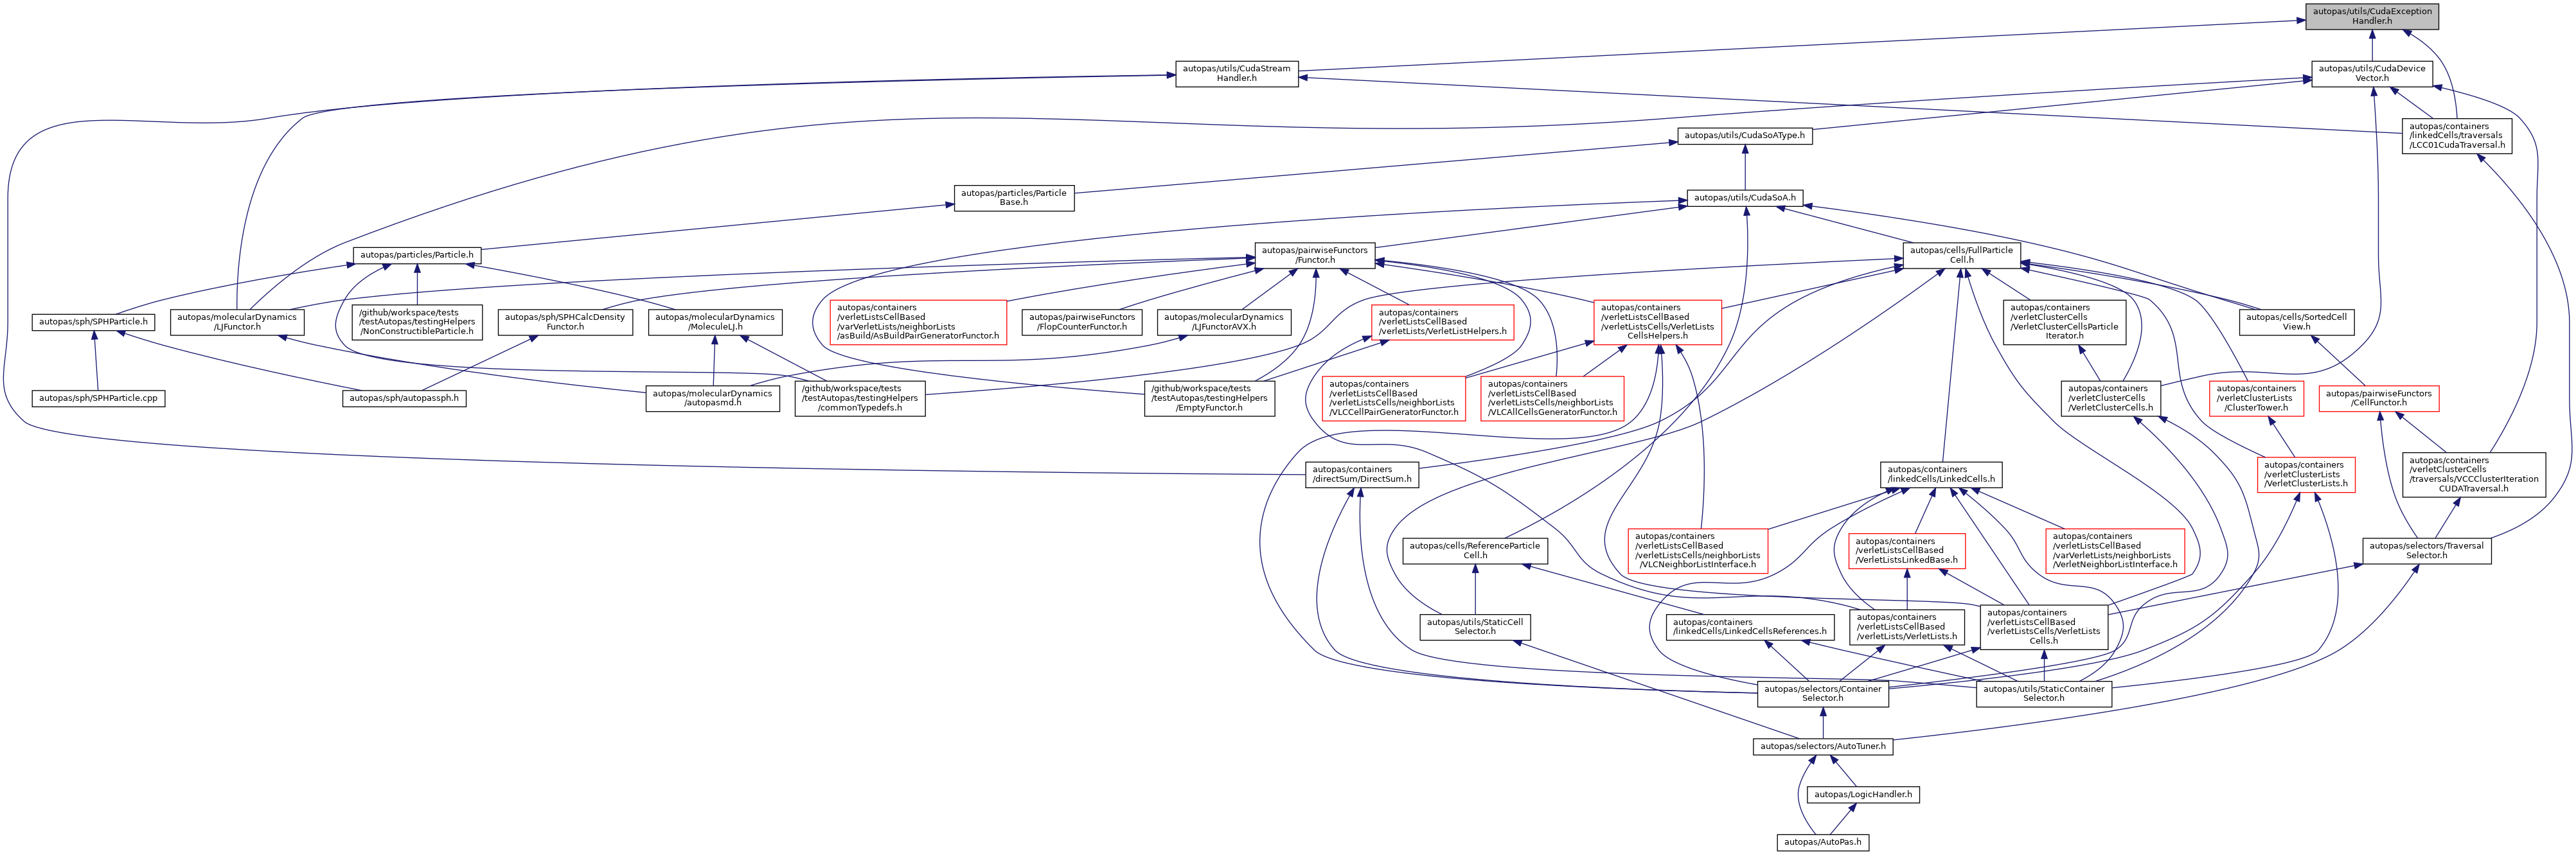 autopas/utils/CudaException
Handler.h
autopas/utils/CudaStream
Handler.h
autopas/utils/CudaDevice
Vector.h
autopas/containers
/linkedCells/traversals
/LCC01CudaTraversal.h
autopas/utils/CudaSoAType.h
autopas/particles/Particle
Base.h
autopas/utils/CudaSoA.h
autopas/particles/Particle.h
autopas/pairwiseFunctors
/Functor.h
autopas/cells/FullParticle
Cell.h
autopas/sph/SPHParticle.h
autopas/molecularDynamics
/LJFunctor.h
/github/workspace/tests
/testAutopas/testingHelpers
/NonConstructibleParticle.h
autopas/sph/SPHCalcDensity
Functor.h
autopas/molecularDynamics
/MoleculeLJ.h
autopas/containers
/verletListsCellBased
/varVerletLists/neighborLists
/asBuild/AsBuildPairGeneratorFunctor.h
autopas/pairwiseFunctors
/FlopCounterFunctor.h
autopas/molecularDynamics
/LJFunctorAVX.h
autopas/containers
/verletListsCellBased
/verletLists/VerletListHelpers.h
autopas/containers
/verletListsCellBased
/verletListsCells/VerletLists
CellsHelpers.h
autopas/containers
/verletClusterCells
/VerletClusterCellsParticle
Iterator.h
autopas/cells/SortedCell
View.h
autopas/sph/SPHParticle.cpp
autopas/sph/autopassph.h
autopas/molecularDynamics
/autopasmd.h
/github/workspace/tests
/testAutopas/testingHelpers
/commonTypedefs.h
/github/workspace/tests
/testAutopas/testingHelpers
/EmptyFunctor.h
autopas/containers
/verletListsCellBased
/verletListsCells/neighborLists
/VLCCellPairGeneratorFunctor.h
autopas/containers
/verletListsCellBased
/verletListsCells/neighborLists
/VLCAllCellsGeneratorFunctor.h
autopas/containers
/verletClusterCells
/VerletClusterCells.h
autopas/containers
/verletClusterLists
/ClusterTower.h
autopas/pairwiseFunctors
/CellFunctor.h
autopas/containers
/directSum/DirectSum.h
autopas/containers
/linkedCells/LinkedCells.h
autopas/containers
/verletClusterLists
/VerletClusterLists.h
autopas/containers
/verletClusterCells
/traversals/VCCClusterIteration
CUDATraversal.h
autopas/cells/ReferenceParticle
Cell.h
autopas/containers
/verletListsCellBased
/verletListsCells/neighborLists
/VLCNeighborListInterface.h
autopas/containers
/verletListsCellBased
/VerletListsLinkedBase.h
autopas/containers
/verletListsCellBased
/varVerletLists/neighborLists
/VerletNeighborListInterface.h
autopas/selectors/Traversal
Selector.h
autopas/utils/StaticCell
Selector.h
autopas/containers
/linkedCells/LinkedCellsReferences.h
autopas/containers
/verletListsCellBased
/verletLists/VerletLists.h
autopas/containers
/verletListsCellBased
/verletListsCells/VerletLists
Cells.h
autopas/selectors/Container
Selector.h
autopas/utils/StaticContainer
Selector.h
autopas/selectors/AutoTuner.h
autopas/LogicHandler.h
autopas/AutoPas.h